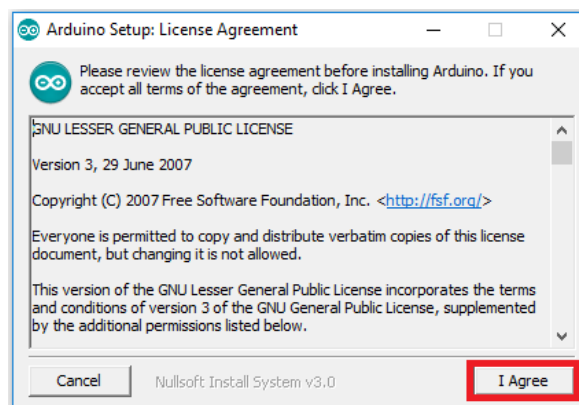 Arduino Setup: License Agreement
Please review the license agreement before installing Arduino. If you
accept all terms of the agreement, click I Agree.
GNU LESSER GENERAL PUBLIC LICENSE
Version 3, 29 June 2007
Copyright (C) 2007 Free Software Foundation, Inc. <http://fsf.org/>
Everyone is permitted to copy and distribute verbatim copies of this license
document, but changing it is not allowed.
This version of the GNU Lesser General Public License incorporates the terms
and conditions of version 3 of the GNU General Public License, supplemented
by the additional permissions listed below.
Cancel Nullsoft Install System v3.0 I Agree